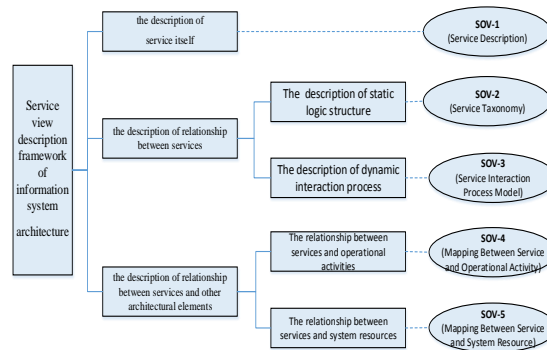 the description of
service itself
SOV-1
(Service Description)
Service
view
description
framework
of
information
system
architecture
the description of relationship
between services
The description of static
logic structure
SOV-2
(Service Taxonomy)
The description of dynamic
interaction process
SOV-3
(Service Interaction
Process Model)
the description of relationship
between services and other
architectural elements
The relationship between
services and operational
activities
SOV-4
(Mapping Between Service
and Operational Activity)
The relationship between
services and system resources
SOV-5
(Mapping Between Service
and System Resource)